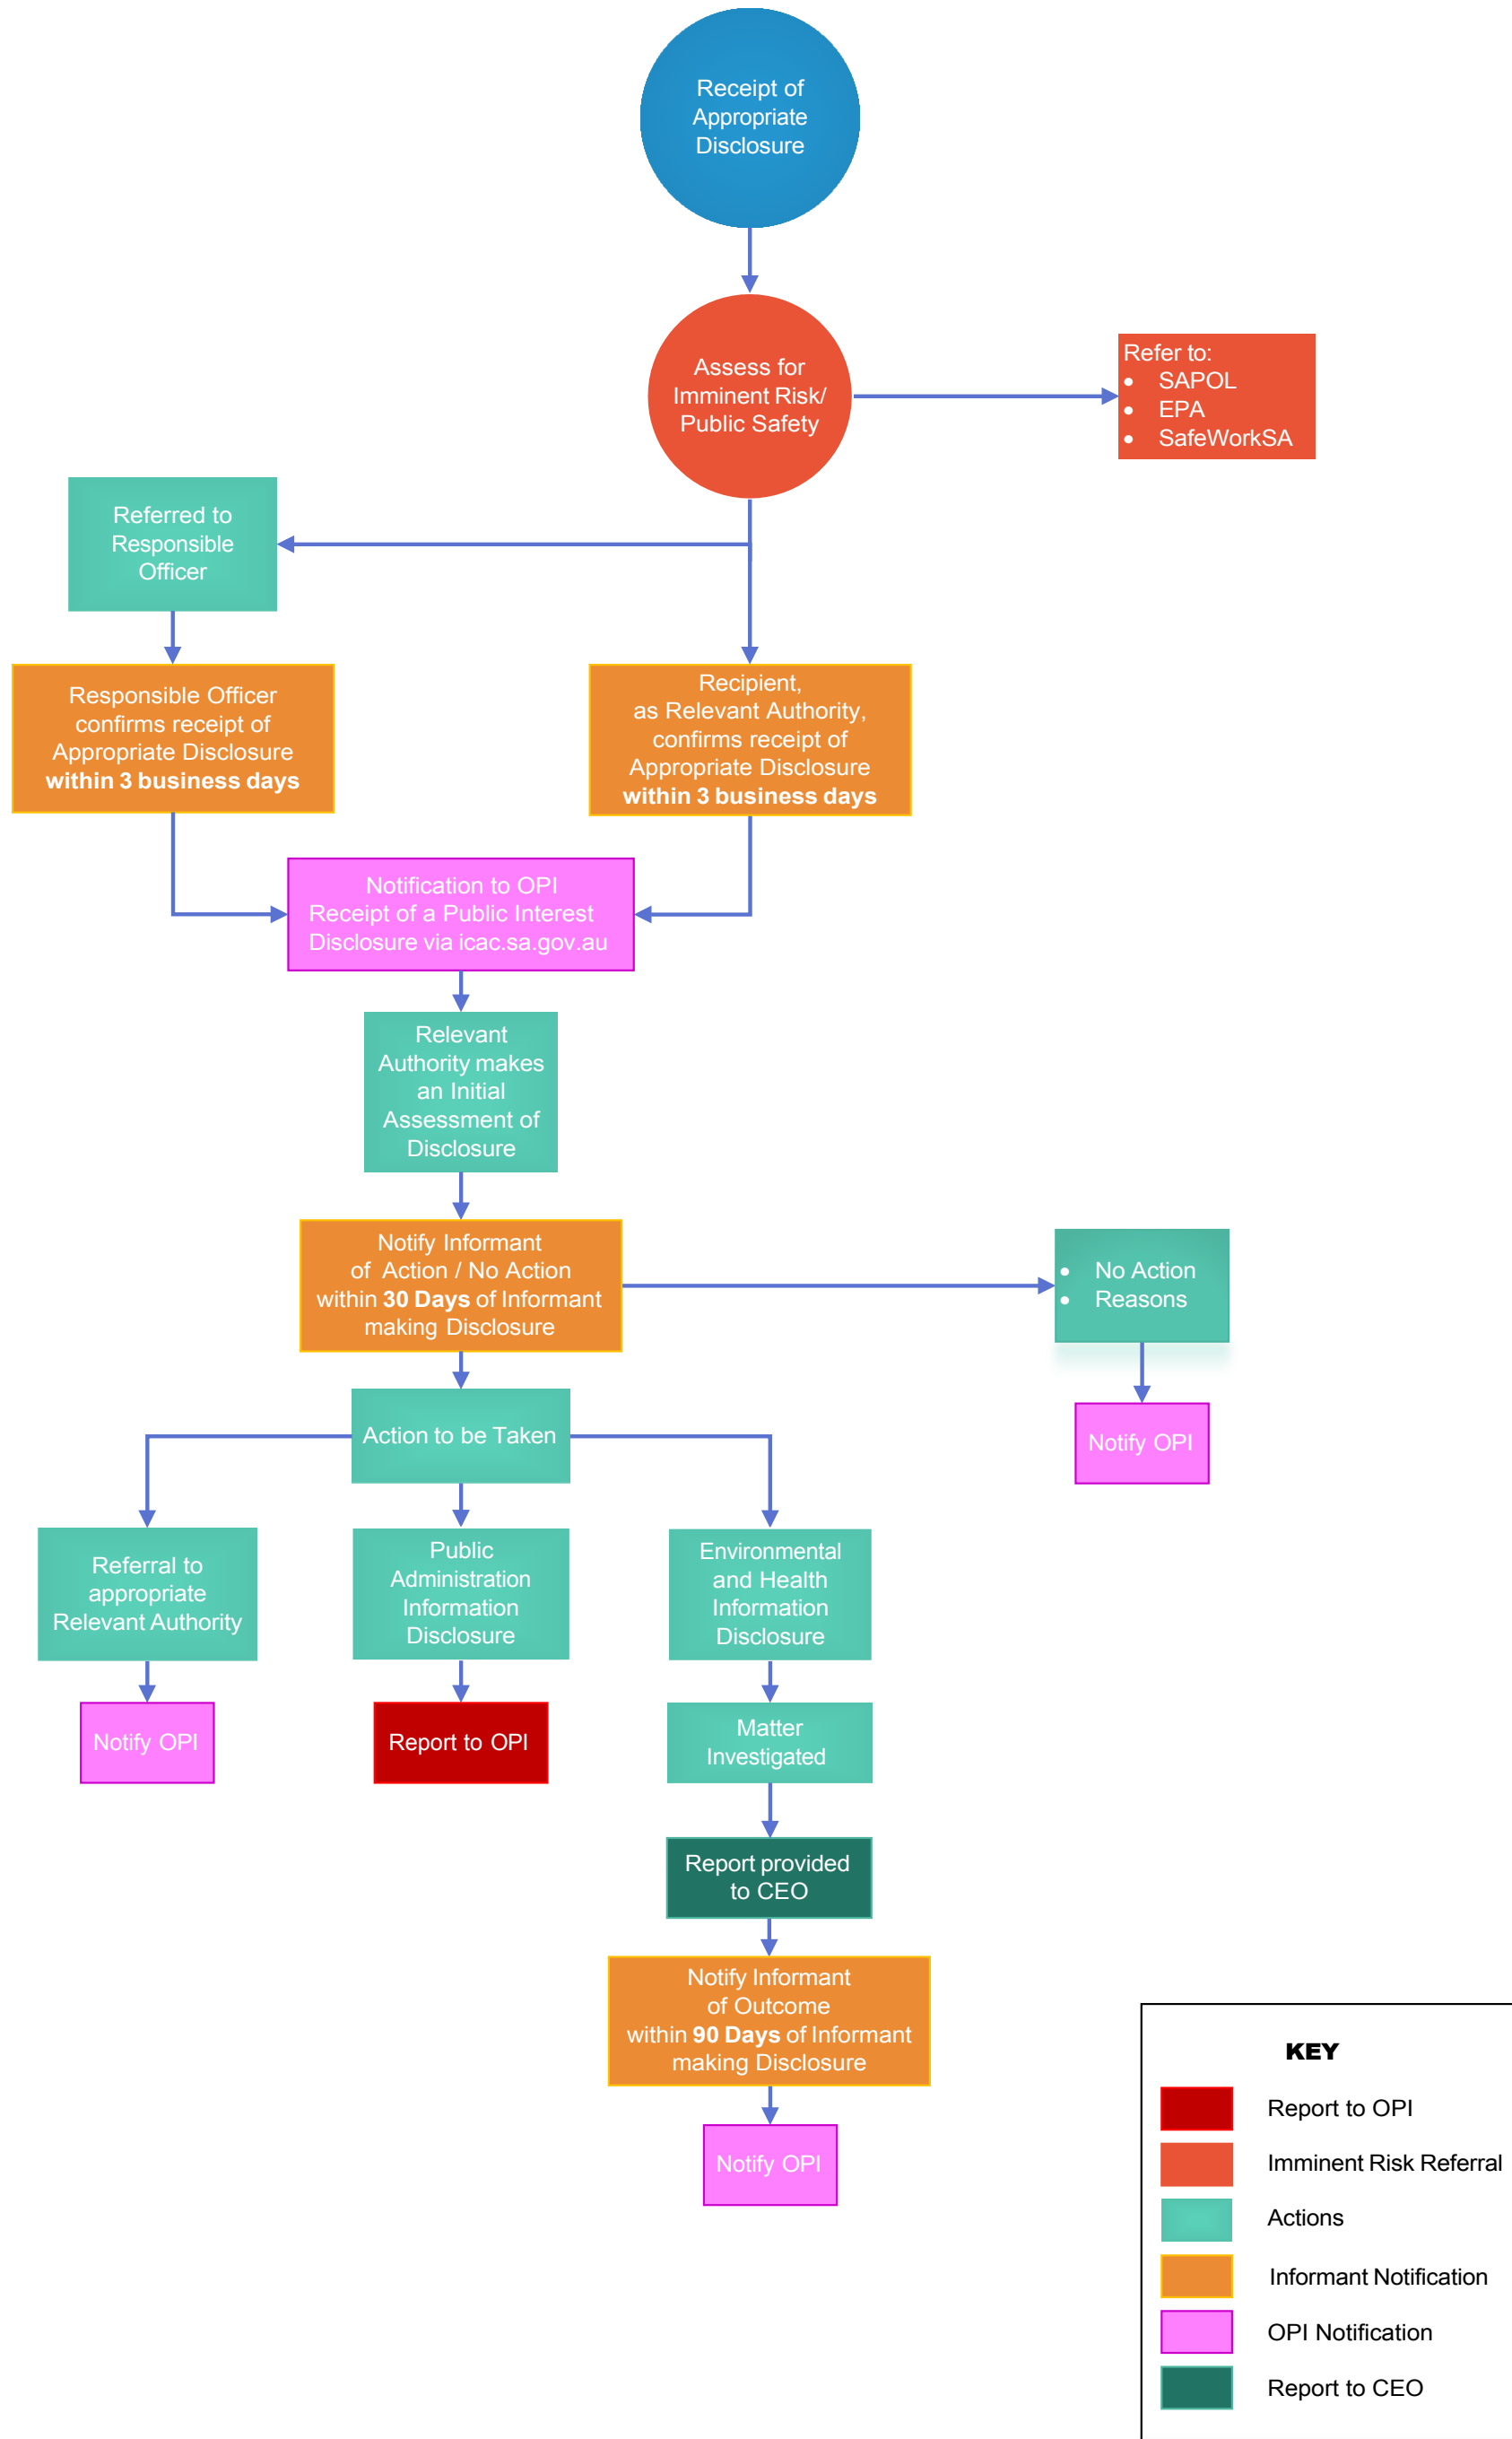 Receipt of
Appropriate
Disclosure
Assess for
Imminent Risk/
Public Safety
Refer to:
• SAPOL
• EPA
• SafeWorkSA
Referred to
Responsible
Officer
Responsible Officer
confirms receipt of
Appropriate Disclosure
within 3 business days
Recipient,
as Relevant Authority,
confirms receipt of
Appropriate Disclosure
within 3 business days
Notification to OPI
Receipt of a Public Interest
Disclosure via icac.sa.gov.au
Relevant
Authority makes
an Initial
Assessment of
Disclosure
Notify Informant
of Action / No Action
within 30 Days of Informant
making Disclosure
• No Action
• Reasons
Notify OPI
Action to be Taken
Referral to
appropriate
Relevant Authority
Public
Administration
Information
Disclosure
Environmental
and Health
Information
Disclosure
Notify OPI
Report to OPI
Matter
Investigated
Report provided
to CEO
Notify Informant
of Outcome
within 90 Days of Informant
making Disclosure
Notify OPI
KEY
Report to OPI
Imminent Risk Referral
Actions
Informant Notification
OPI Notification
Report to CEO